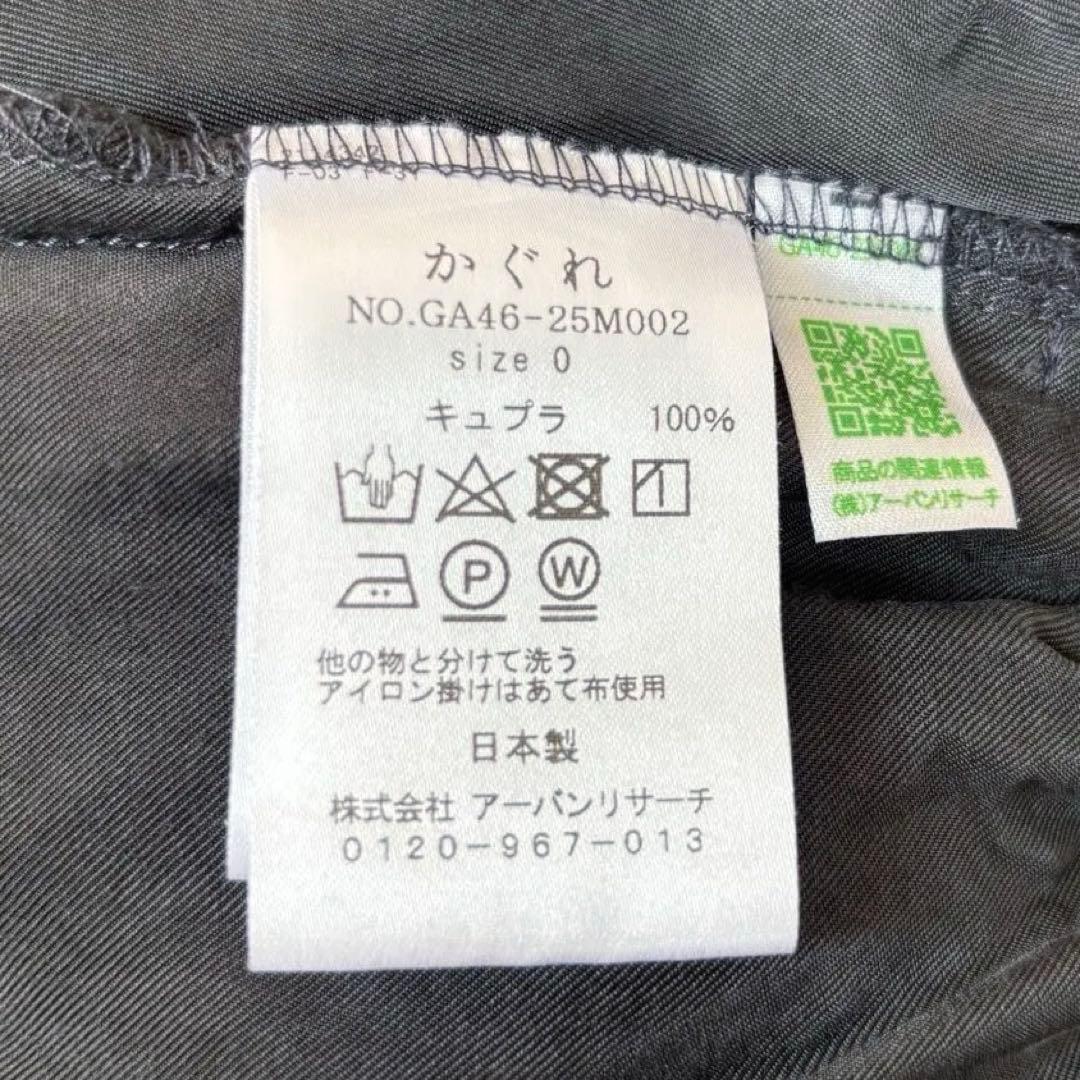 かぐれ
NO.GA46-25M002
size 0
キュプラ 100%
P W
他の物と分けて洗う
アイロン掛けはあて布使用
日本製
株式会社 アーバンリサーチ
0120-967-013
商品の関連情報
(株)アーバンリサーチ